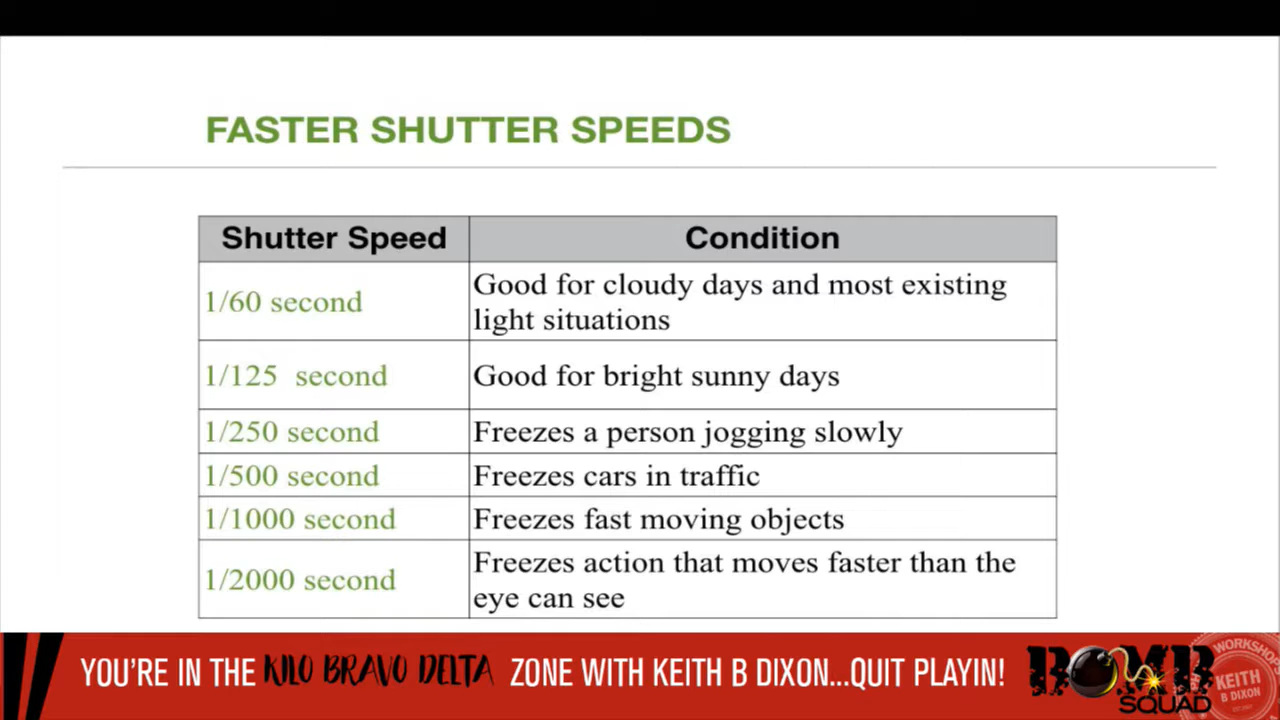 FASTER SHUTTER SPEEDS
Shutter Speed Condition
1/60 second Good for cloudy days and most existing
light situations
1/125 second Good for bright sunny days
1/250 second Freezes a person jogging slowly
1/500 second Freezes cars in traffic
1/1000 second Freezes fast moving objects
1/2000 second Freezes action that moves faster than the
eye can see
YOU'RE IN THE KILO BRAVO DELTA ZONE WITH KEITH B DIXON...QUIT PLAYIN!
BOMB
SQUAD
WORKSHOP
KEITH
B DIXON